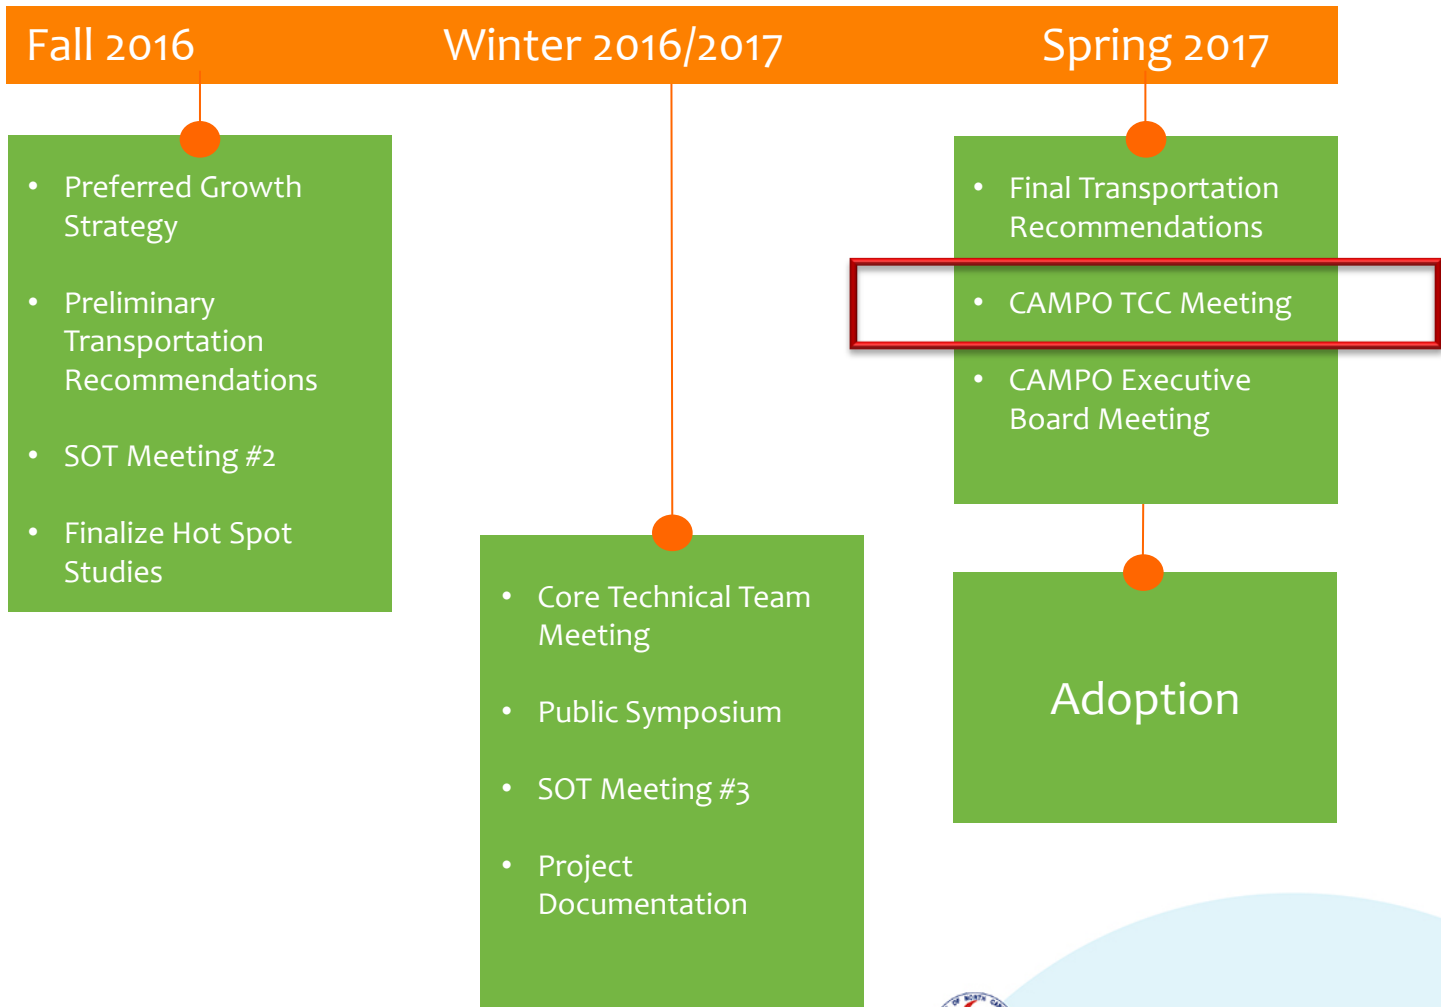 Fall 2016
Winter 2016/2017
Spring 2017
• Preferred Growth
Strategy
• Preliminary
Transportation
Recommendations
• SOT Meeting #2
• Finalize Hot Spot
Studies
• Core Technical Team
Meeting
• Public Symposium
• SOT Meeting #3
• Project
Documentation
• Final Transportation
Recommendations
• CAMPO TCC Meeting
• CAMPO Executive
Board Meeting
Adoption